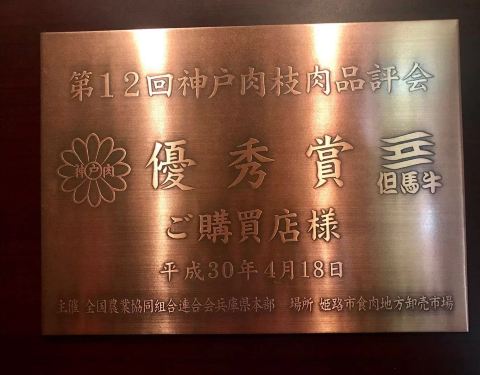 第12回神戸肉枝肉品評会
神戸肉
優秀賞
但馬牛
ご購買店様
平成30年4月18日
主催 全国農業協同組合連合会兵庫県本部 場所 姫路市食肉地方卸売市場